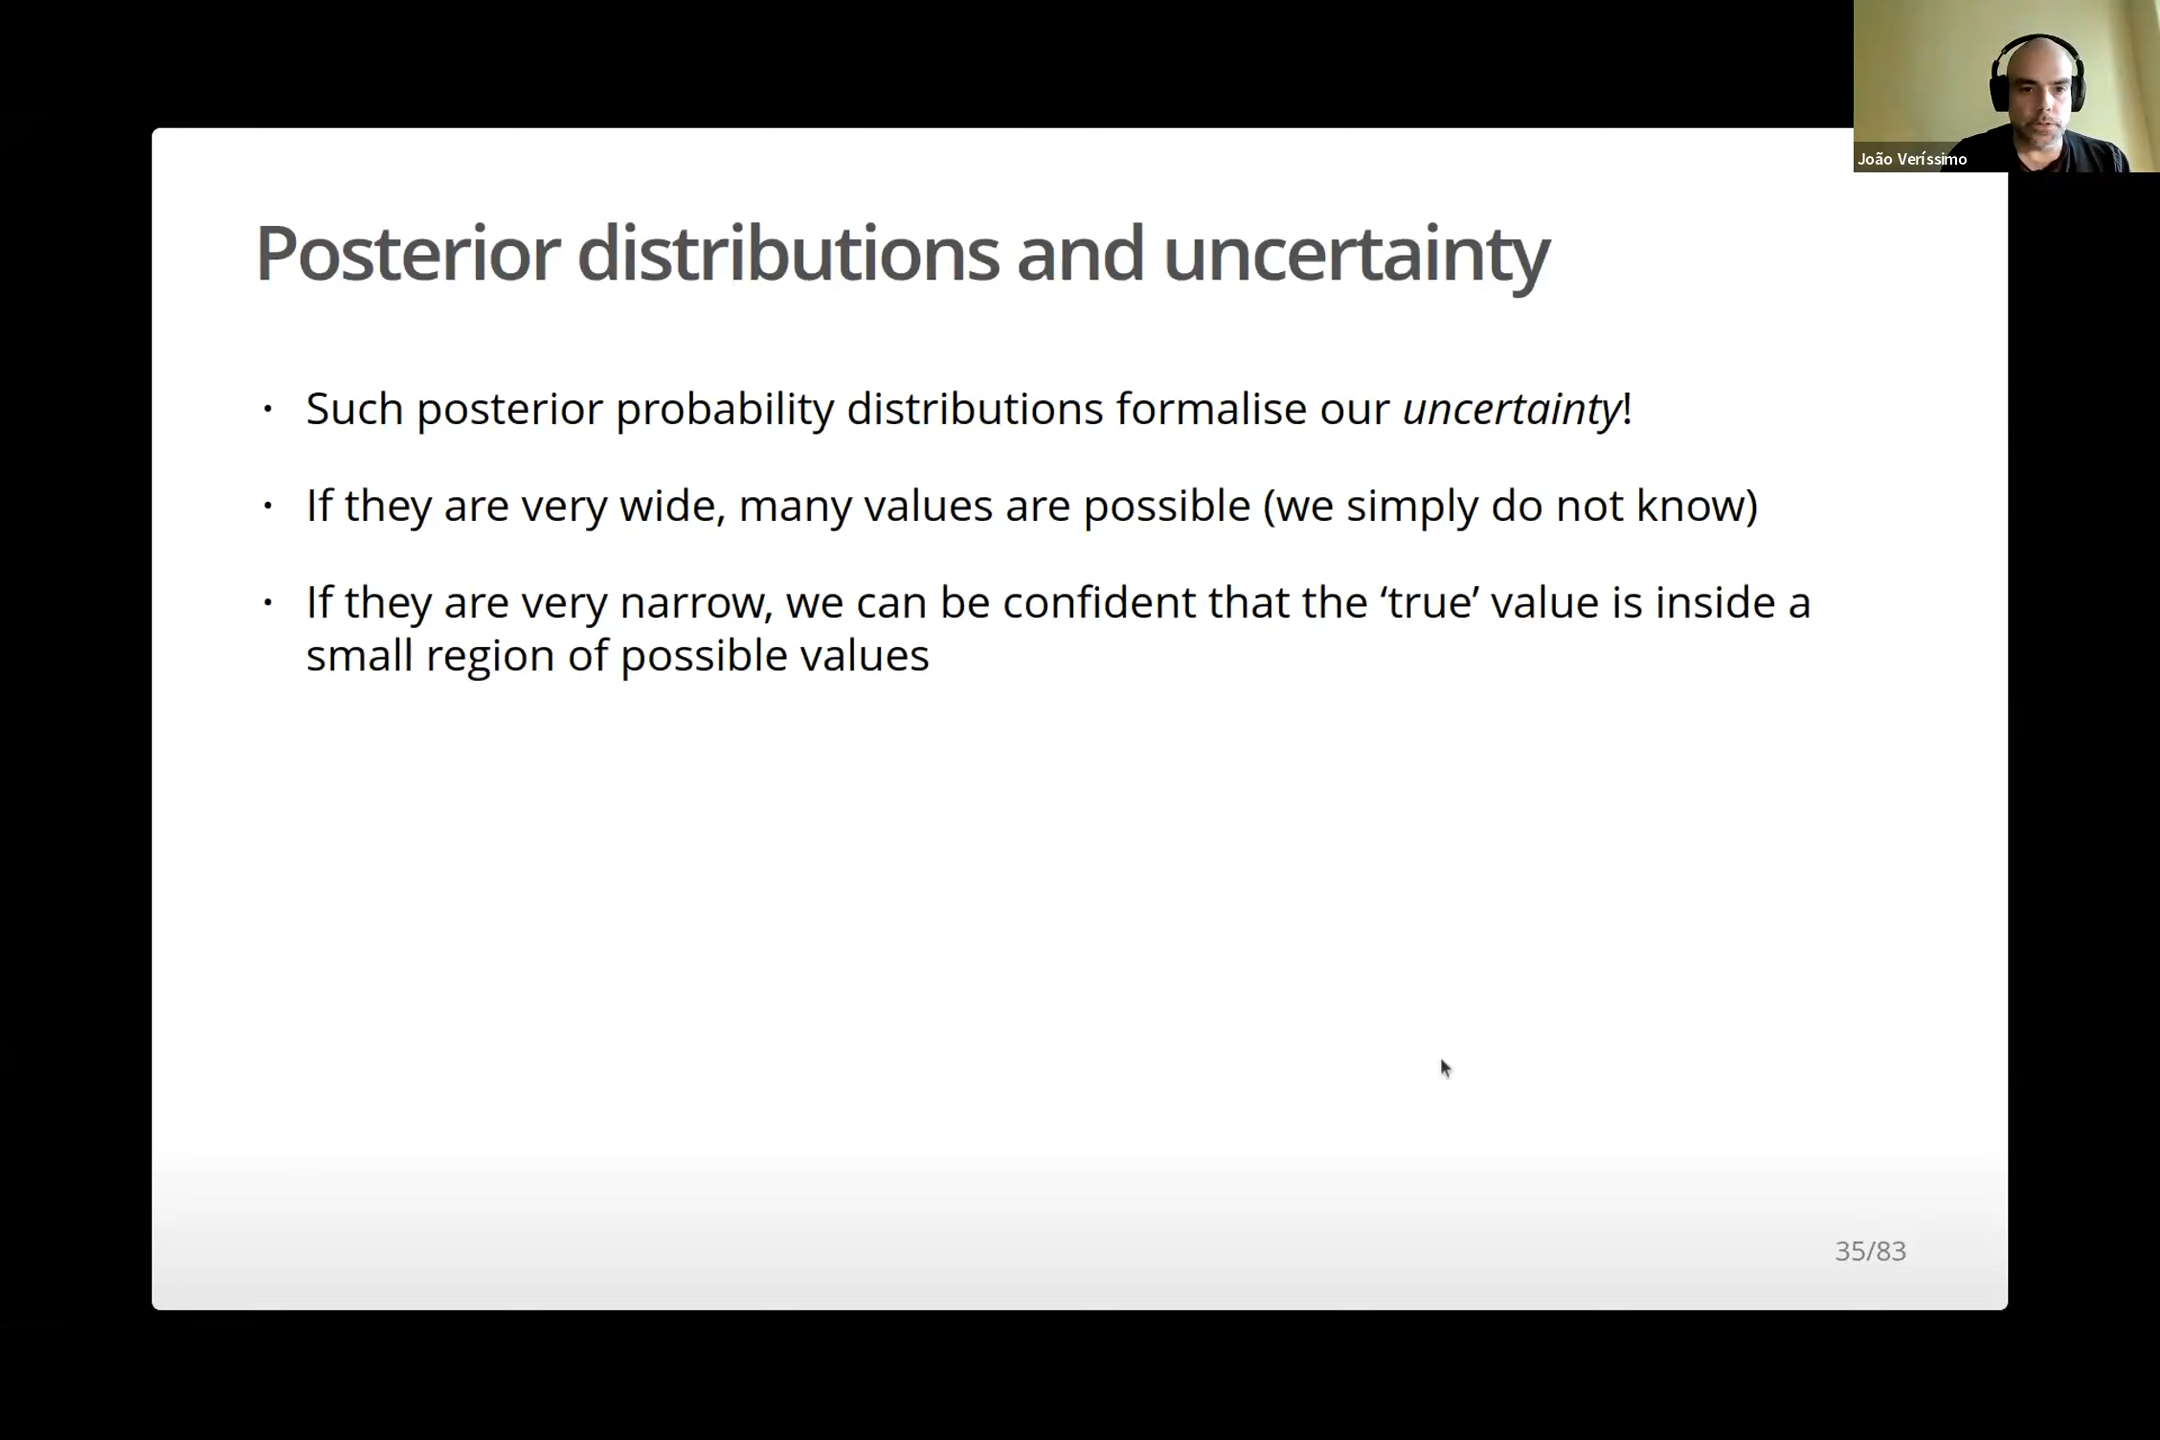 João Veríssimo
Posterior distributions and uncertainty
· Such posterior probability distributions formalise our uncertainty!
· If they are very wide, many values are possible (we simply do not know)
· If they are very narrow, we can be confident that the ‘true’ value is inside a
small region of possible values
35/83